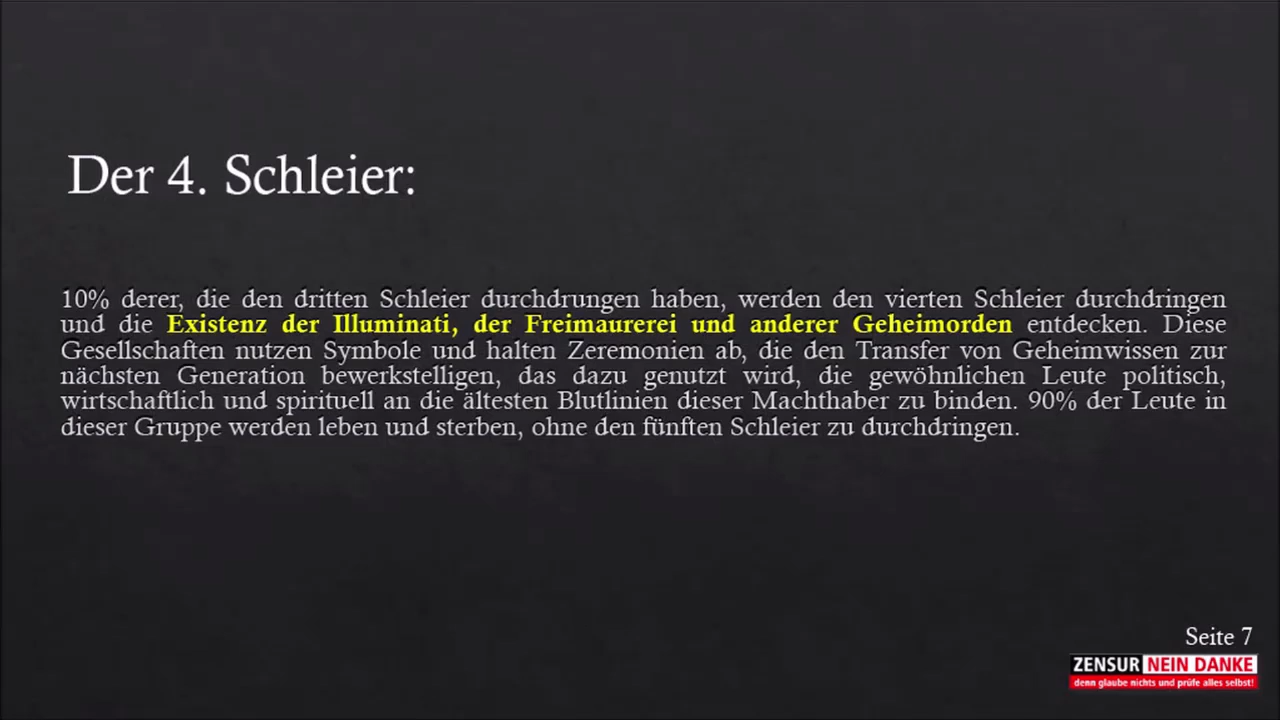 Der 4. Schleier:
10% derer, die den dritten Schleier durchdrungen haben, werden den vierten Schleier durchdringen
und die Existenz der Illuminati, der Freimaurerei und anderer Geheimorden entdecken. Diese
Gesellschaften nutzen Symbole und halten Zeremonien ab, die den Transfer von Geheimwissen zur
nächsten Generation bewerkstelligen, das dazu genutzt wird, die gewöhnlichen Leute politisch,
wirtschaftlich und spirituell an die ältesten Blutlinien dieser Machthaber zu binden. 90% der Leute in
dieser Gruppe werden leben und sterben, ohne den fünften Schleier zu durchdringen.
Seite 7
ZENSUR NEIN DANKE
denn glaube nichts und prüfe alles selbst!